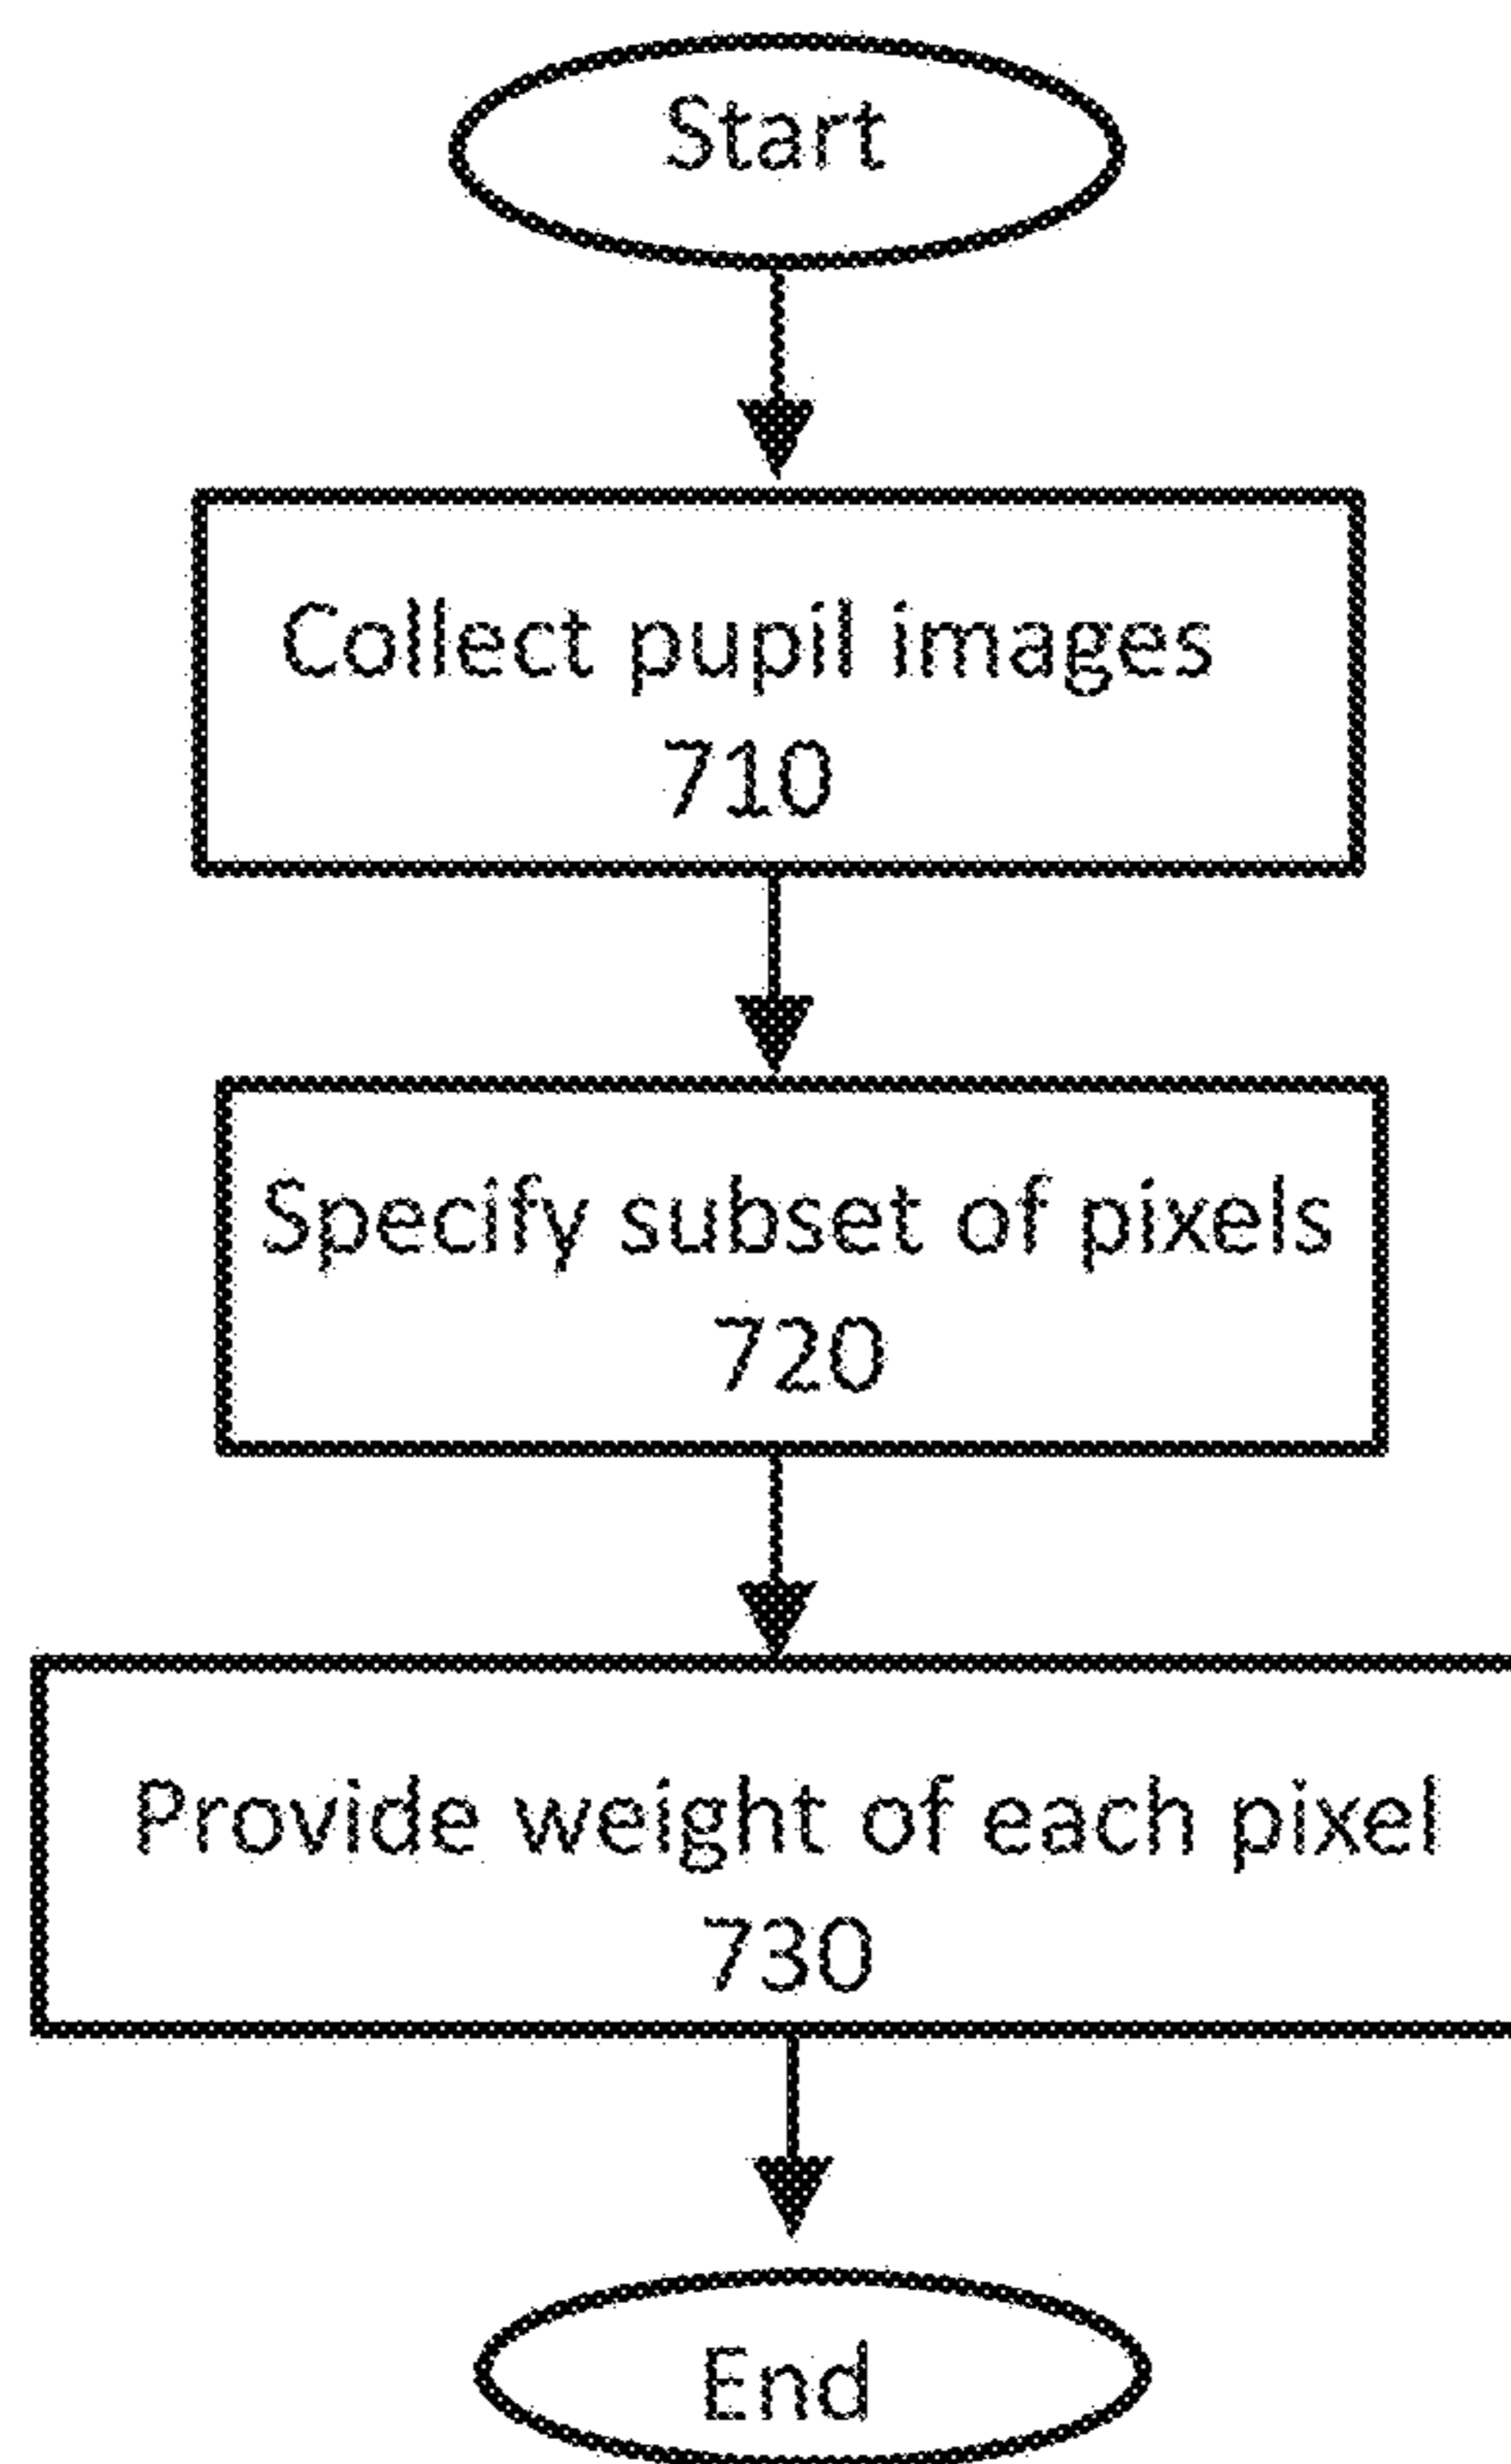 Start
Collect pupil images
710
Specify subset of pixels
720
Provide weight of each pixel
730
End